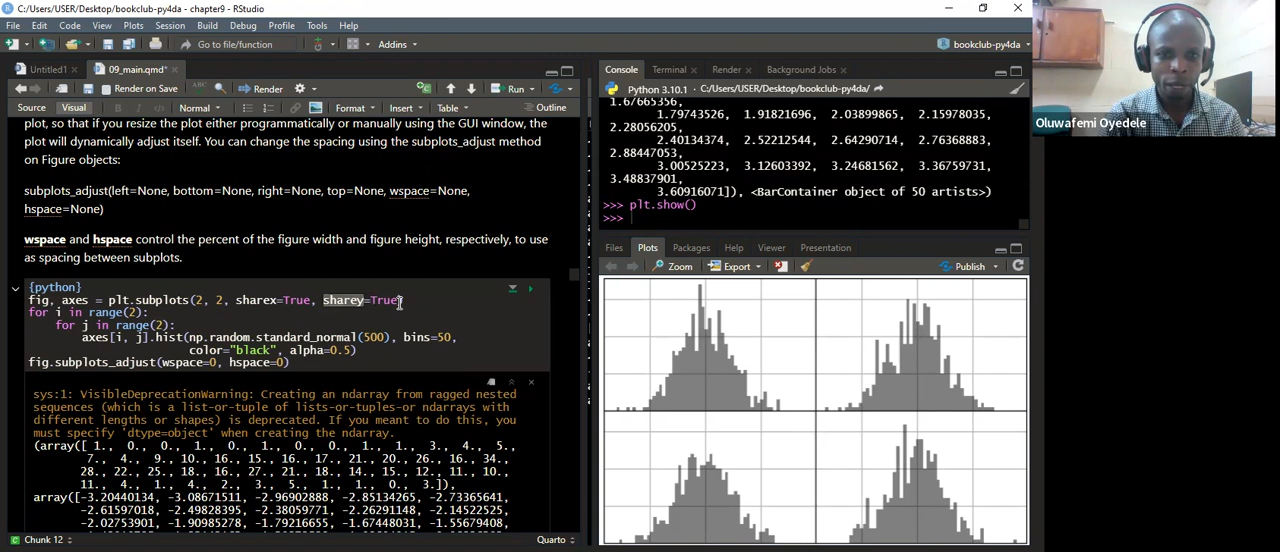 C:/Users/USER/Desktop/bookclub-py4da - chapter9 - RStudio
File Edit Code View Plots Session Build Debug Profile Tools Help
Go to file/function
Addins
bookclub-py4da
Untitled1
09_main.qmd*
Render on Save
ABC
Render
Run
Source Visual
B I
Normal
Format Insert Table
Outline
plot, so that if you resize the plot either programmatically or manually using the GUI window, the
plot will dynamically adjust itself. You can change the spacing using the subplots_adjust method
on Figure objects:
subplots_adjust(left=None, bottom=None, right=None, top=None, wspace=None,
hspace=None)
wspace and hspace control the percent of the figure width and figure height, respectively, to use
as spacing between subplots.
{python}
fig, axes = plt.subplots(2, 2, sharex=True, sharey=True)
for i in range(2):
for j in range(2):
axes[i, j].hist(np.random.standard_normal(500), bins=50,
color="black", alpha=0.5)
fig.subplots_adjust(wspace=0, hspace=0)
sys:1: VisibleDeprecationWarning: Creating an ndarray from ragged nested
sequences (which is a list-or-tuple of lists-or-tuples-or ndarrays with
different lengths or shapes) is deprecated. If you meant to do this, you
must specify 'dtype=object' when creating the ndarray.
(array([ 1., 0., 0., 1., 0., 1., 0., 0., 1., 1., 3., 4., 5.,
7., 4., 9., 10., 16., 15., 16., 17., 21., 20., 26., 16., 34.,
28., 22., 25., 18., 16., 27., 21., 18., 14., 15., 12., 11., 10.,
11., 4., 1., 4., 2., 3., 5., 1., 1., 0., 3.]),
array([-3.20440134, -3.08671511, -2.96902888, -2.85134265, -2.73365641,
-2.61597018, -2.49828395, -2.38059771, -2.26291148, -2.14522525,
-2.02753901, -1.90985278, -1.79216655, -1.67448031, -1.55679408,
Chunk 12
Quarto
Console Terminal Render Background Jobs
Python 3.10.1 · C:/Users/USER/Desktop/bookclub-py4da/
1.67665356,
1.79743526, 1.91821696, 2.03899865, 2.15978035,
2.28056205,
2.40134374, 2.52212544, 2.64290714, 2.76368883,
2.88447053,
3.00525223, 3.12603392, 3.24681562, 3.36759731,
3.48837901,
3.60916071]), <BarContainer object of 50 artists>)
>>> plt.show()
>>>
Files Plots Packages Help Viewer Presentation
Zoom Export Publish
Oluwafemi Oyedele